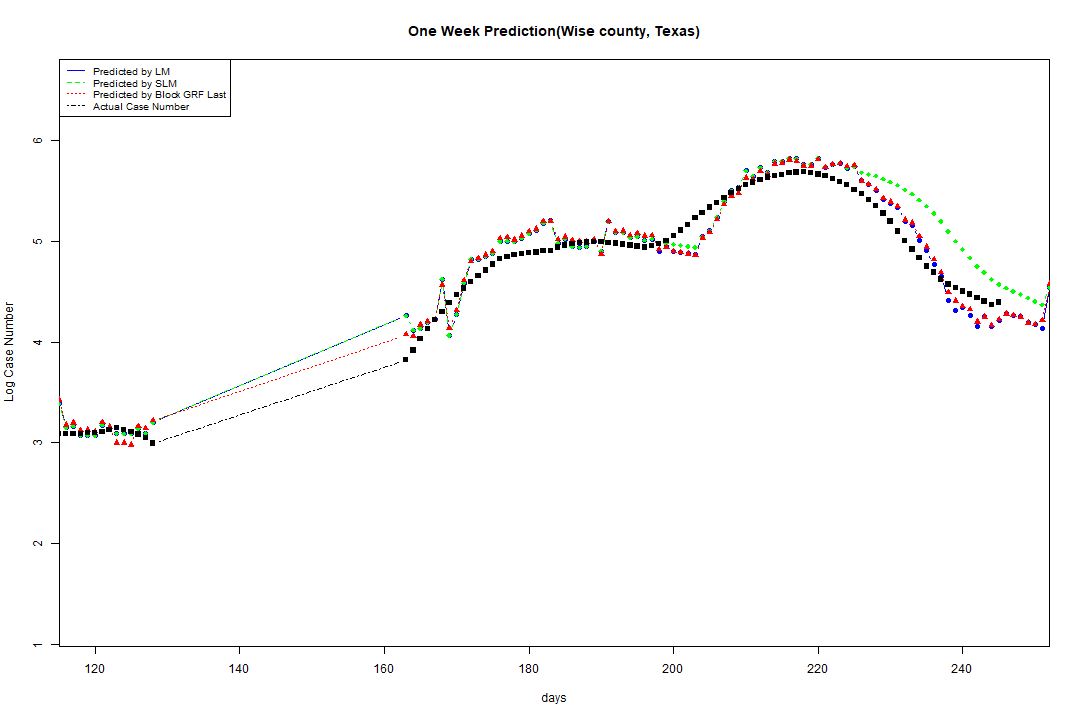 One Week Prediction(Wise county, Texas)
Predicted by LM
Predicted by SLM
Predicted by Block GRF Last
Actual Case Number
Log Case Number
6
5
4
3
2
1
120 140 160 180 200 220 240
days